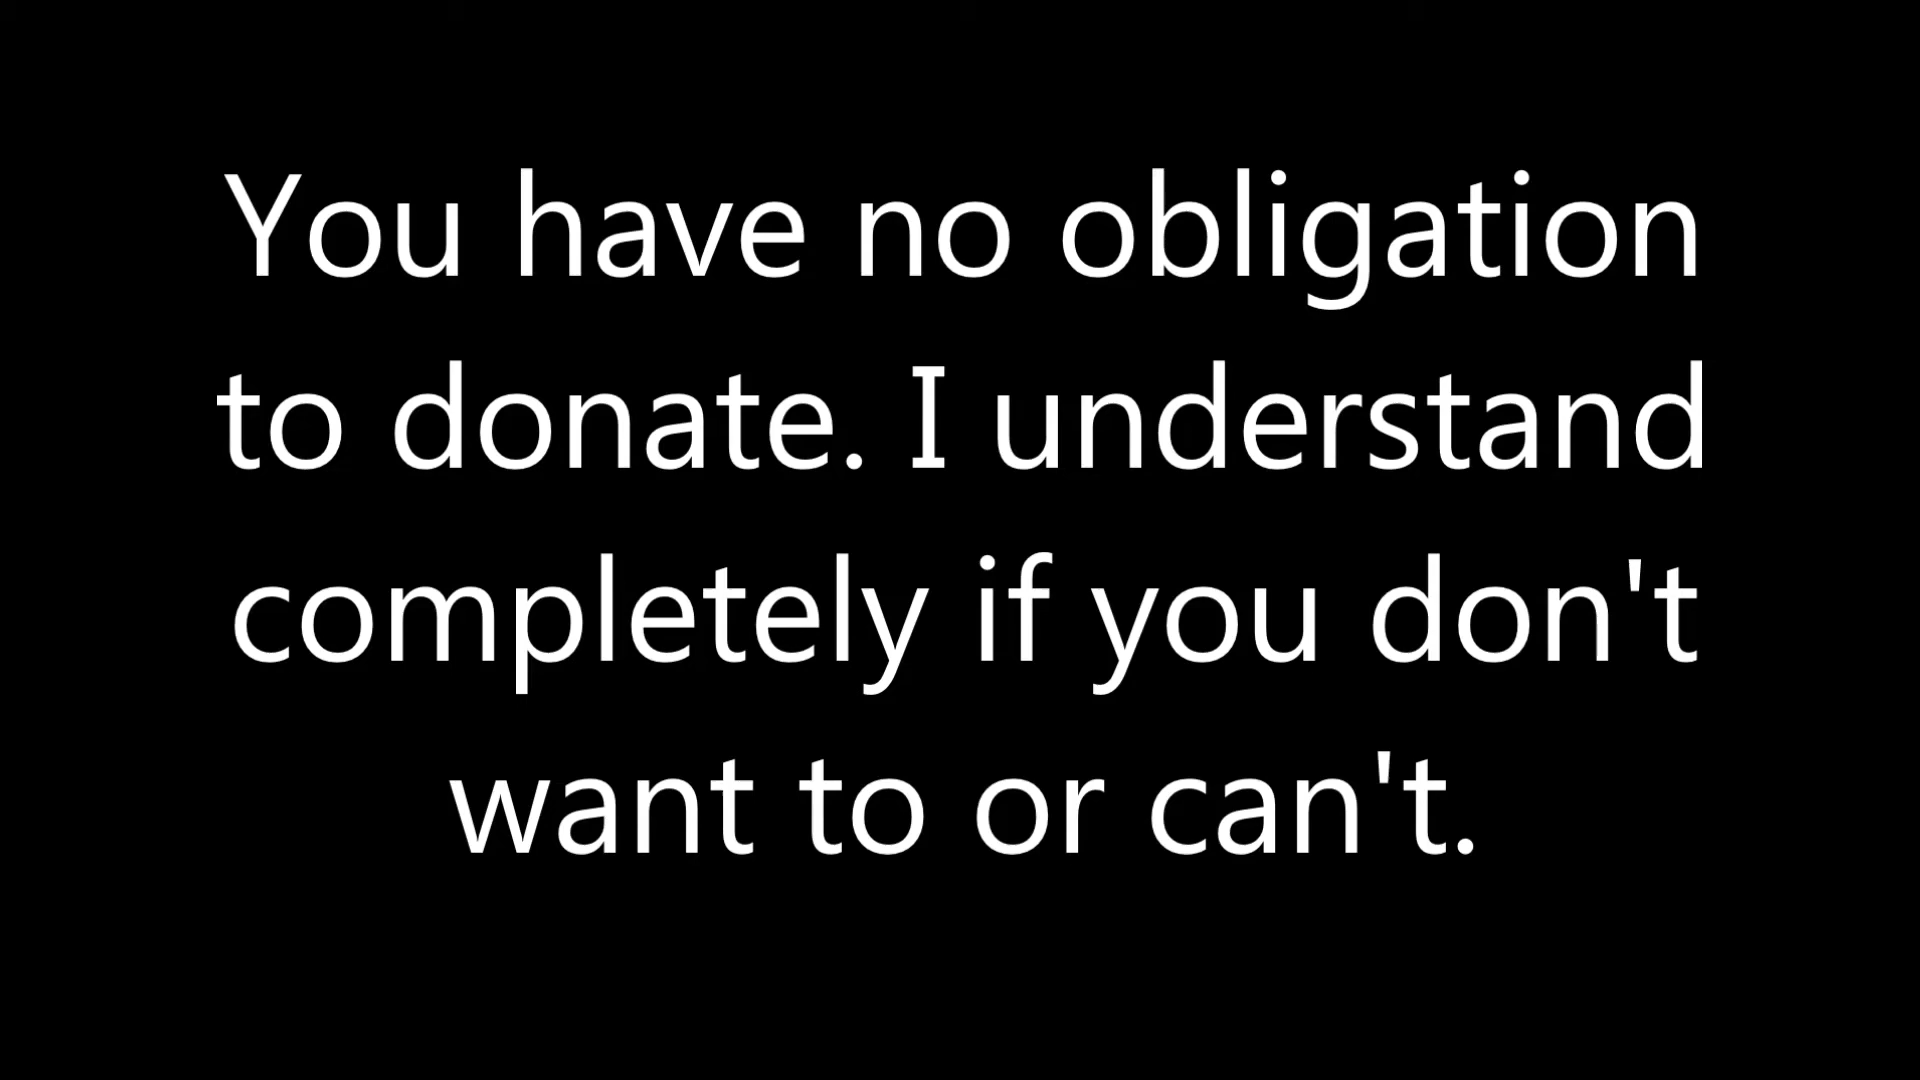 You have no obligation
to donate. I understand
completely if you don't
want to or can't.